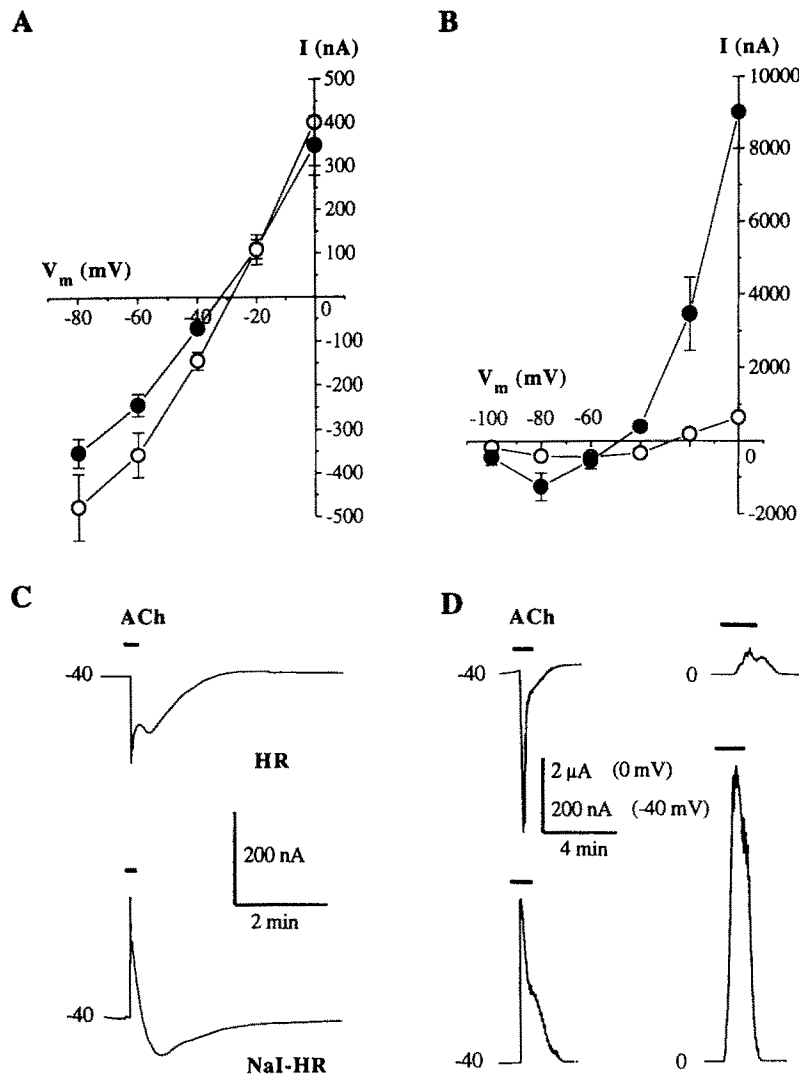 A
I (nA)
500
400
300
100
V_m (mV)
0
-80
-60
-40
-20
-100
-200
-300
-400
-500
B
I (nA)
10000
8000
6000
4000
2000
V_m (mV)
-100
-80
-60
0
-2000
C
ACh
-40
HR
200 nA
2 min
-40
NaI-HR
D
ACh
-40
0
2 µA (0 mV)
200 nA (-40 mV)
4 min
-40
0